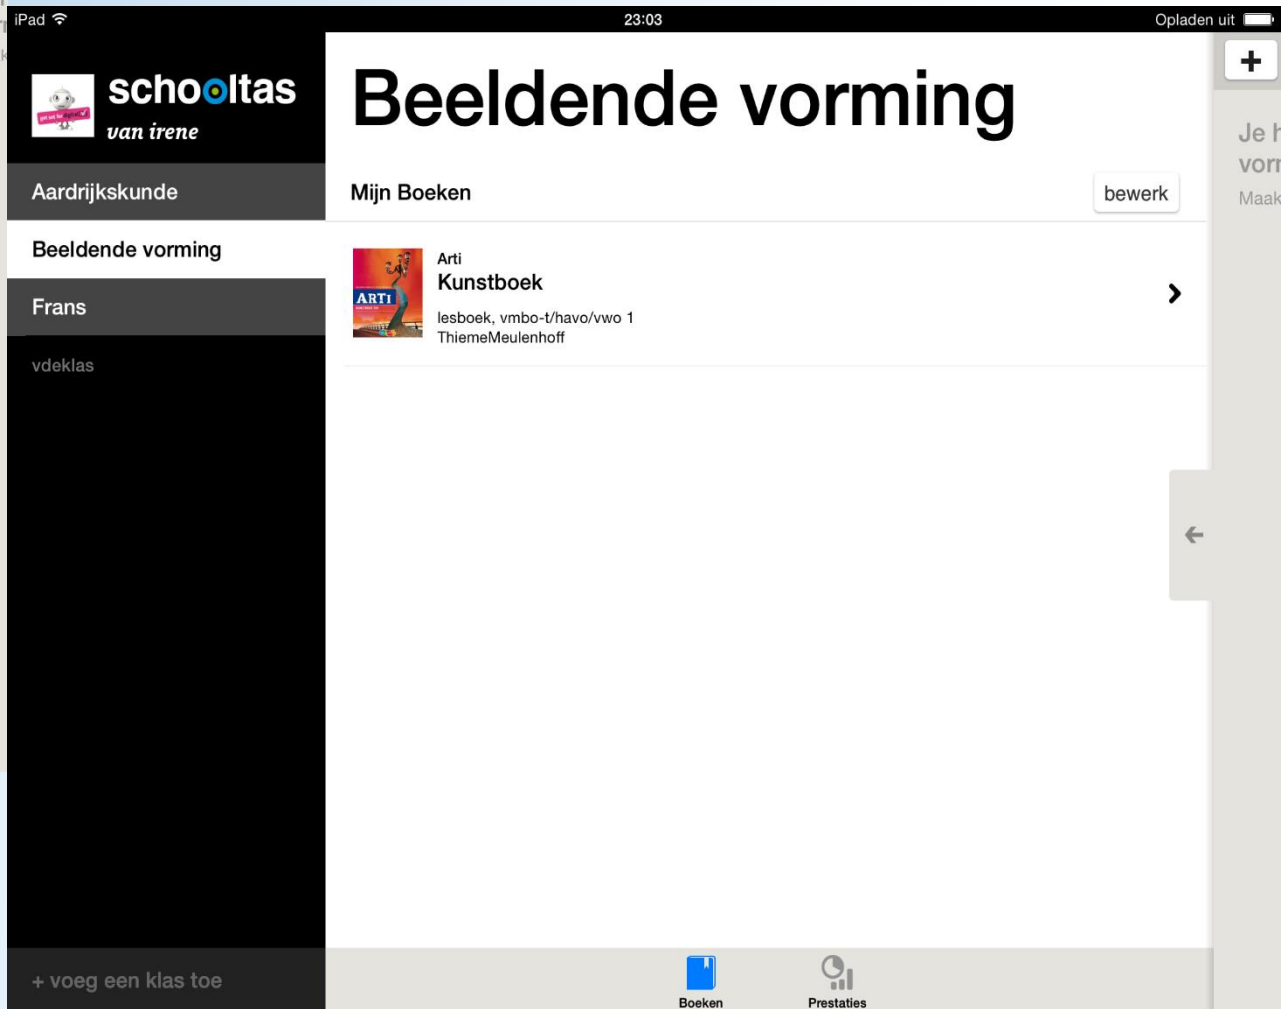 iPad
23:03
Opladen uit
schooltas
van irene
Aardrijkskunde
Beeldende vorming
Frans
vdeklas
+ voeg een klas toe
Beeldende vorming
Mijn Boeken
bewerk
ARTI
Arti
Kunstboek
lesboek, vmbo-t/havo/vwo 1
ThiemeMeulenhoff
Boeken
Prestaties
+
Je
Maak